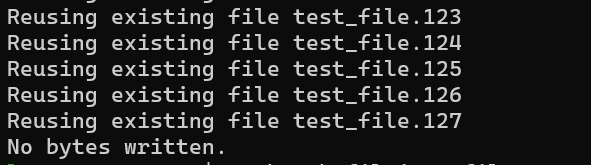 Reusing existing file test_file.123
Reusing existing file test_file.124
Reusing existing file test_file.125
Reusing existing file test_file.126
Reusing existing file test_file.127
No bytes written.